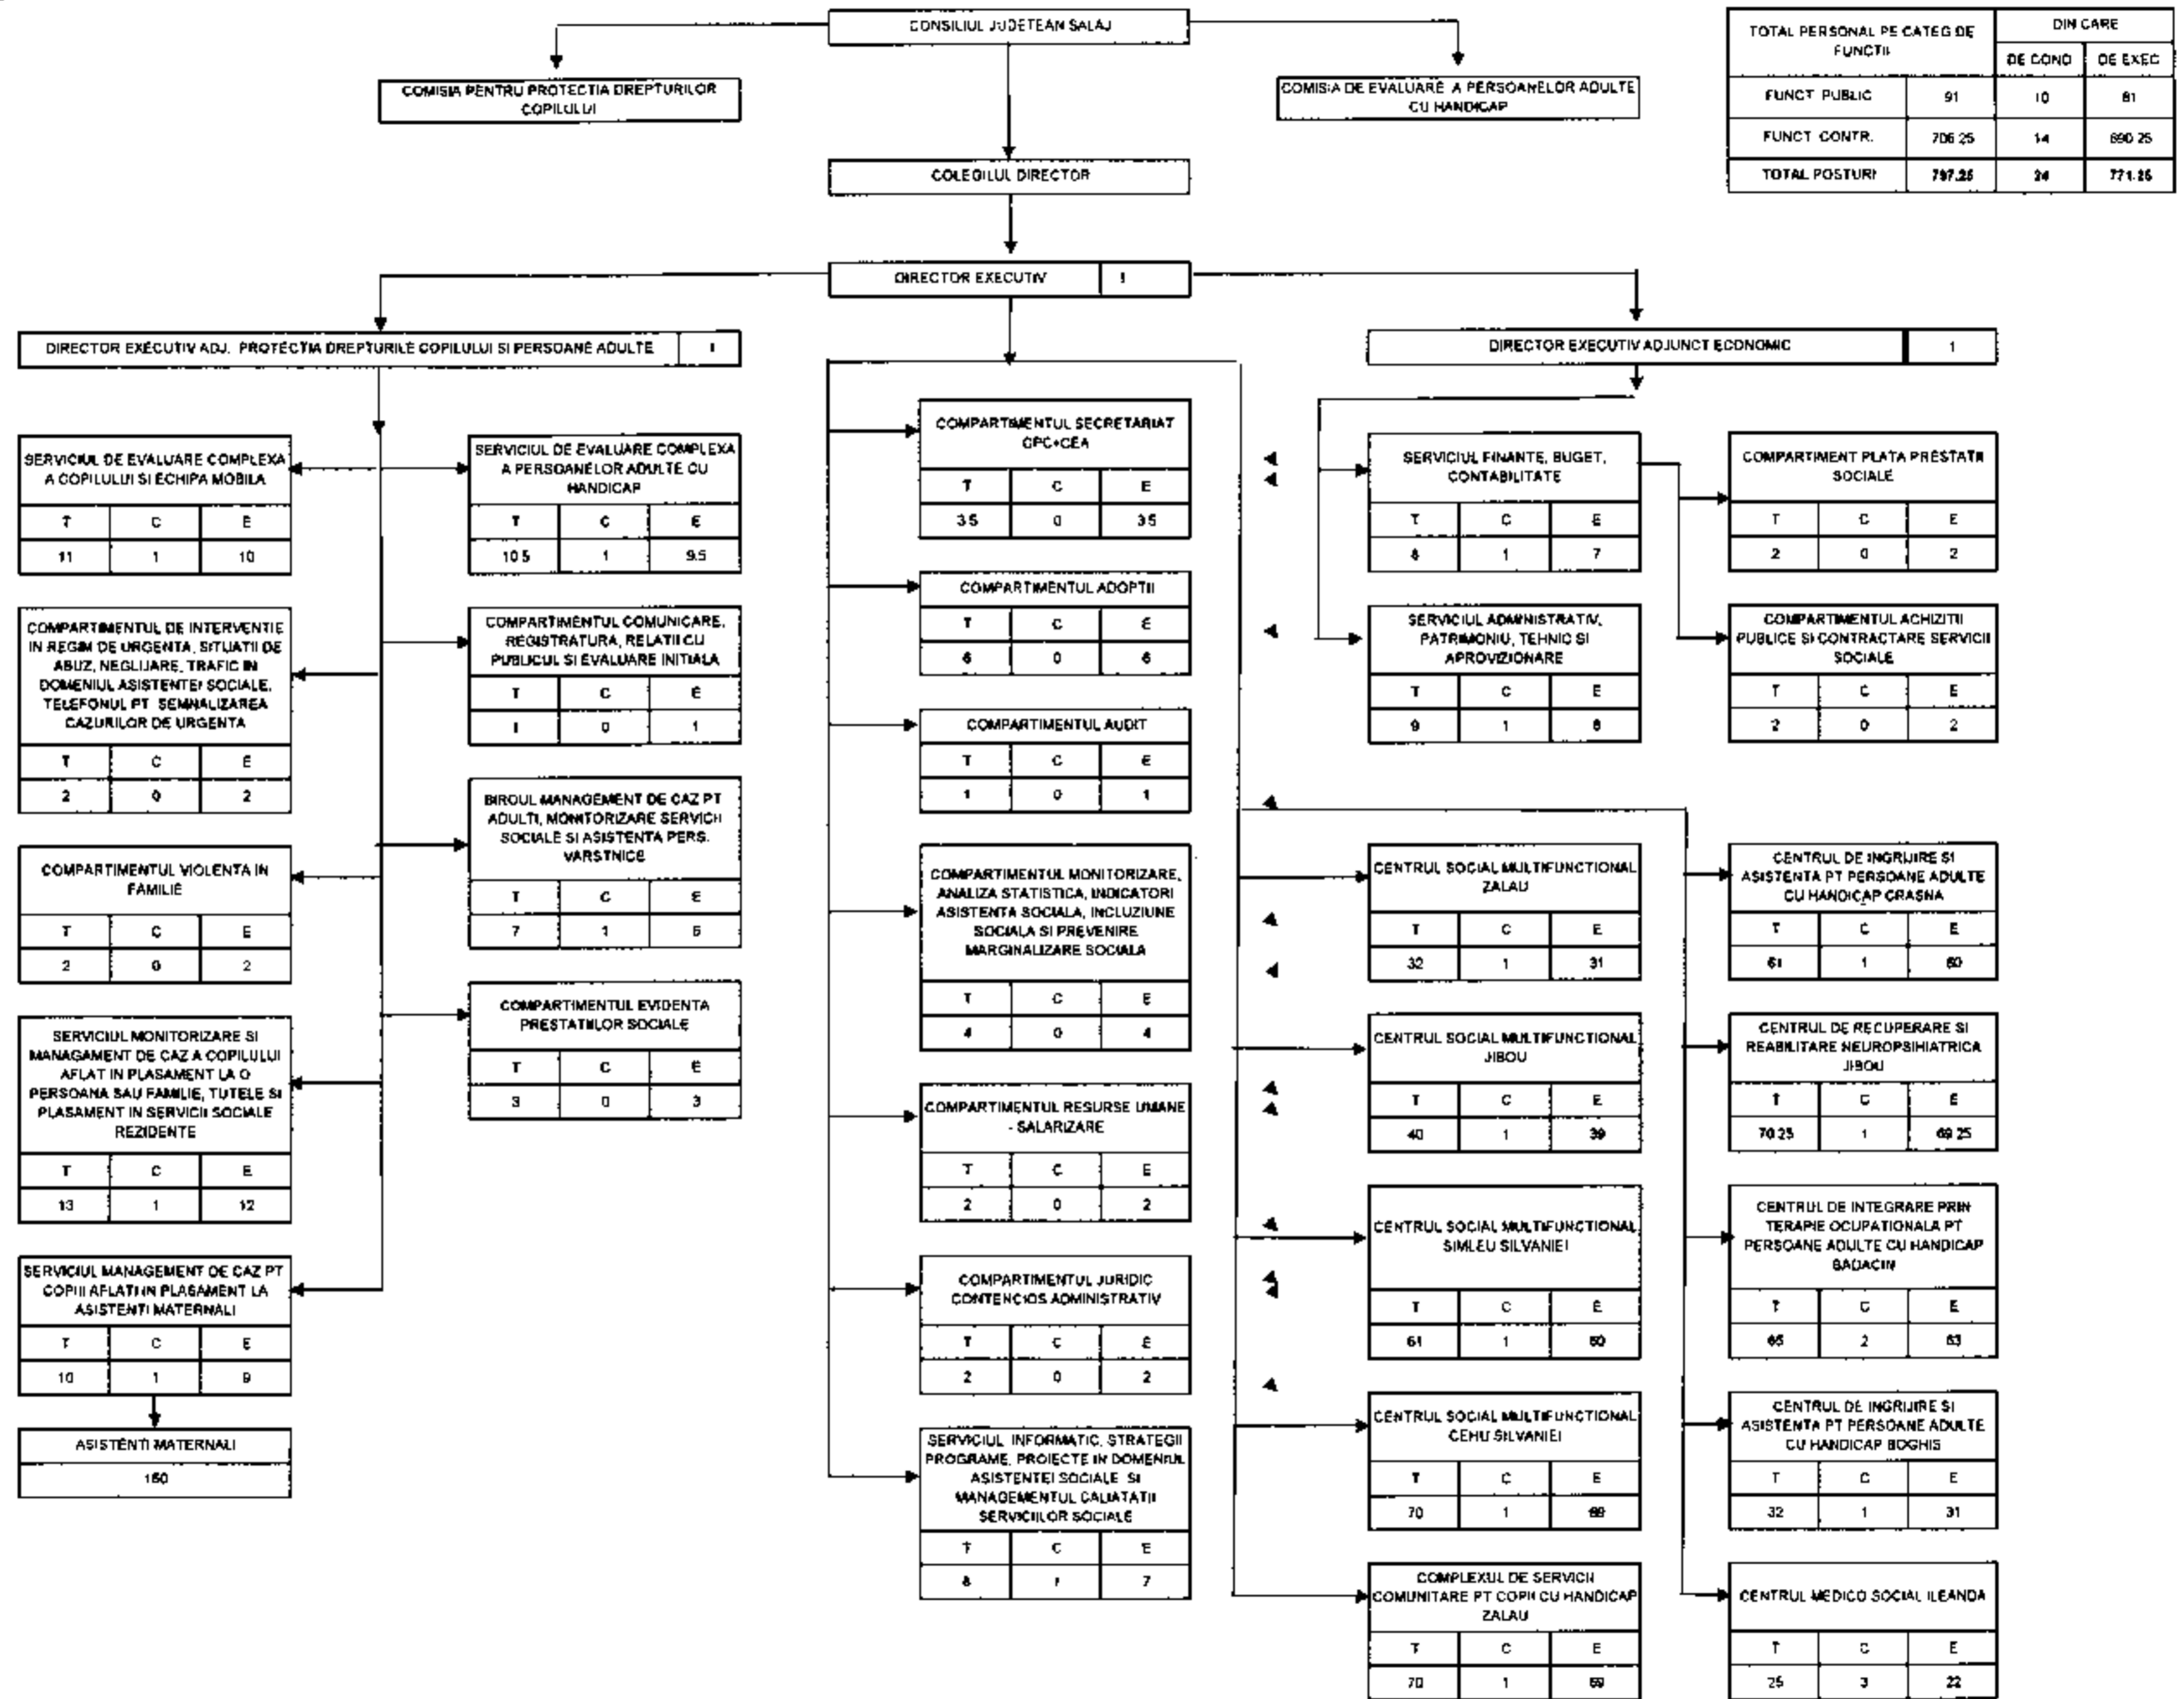 CONSILIUL JUDETEAN SALAJ
COMISIA PENTRU PROTECTIA DREPTURILOR
COPILULUI
COMISIA DE EVALUARE A PERSOANELOR ADULTE
CU HANDICAP
TOTAL PERSONAL PE CATEG DE
FUNCTII
DIN CARE
DE COND DE EXEC
FUNCT PUBLIC 91 10 81
FUNCT CONTR. 706.25 14 690.25
TOTAL POSTURI 797.25 24 771.25
COLEGIUL DIRECTOR
DIRECTOR EXECUTIV 1
DIRECTOR EXECUTIV ADJ. PROTECTIA DREPTURILE COPILULUI SI PERSOANE ADULTE 1
DIRECTOR EXECUTIV ADJUNCT ECONOMIC 1
SERVICIUL DE EVALUARE COMPLEXA
A COPILULUI SI ECHIPA MOBILA
T C E
11 1 10
COMPARTIMENTUL DE INTERVENTIE
IN REGIM DE URGENTA, SITUATII DE
ABUZ, NEGLIJARE, TRAFIC IN
DOMENIUL ASISTENTEI SOCIALE,
TELEFONUL PT SEMNALIZAREA
CAZURILOR DE URGENTA
T C E
2 0 2
COMPARTIMENTUL VIOLENTA IN
FAMILIE
T C E
2 0 2
SERVICIUL MONITORIZARE SI
MANAGAMENT DE CAZ A COPILULUI
AFLAT IN PLASAMENT LA O
PERSOANA SAU FAMILIE, TUTELE SI
PLASAMENT IN SERVICII SOCIALE
REZIDENTE
T C E
13 1 12
SERVICIUL MANAGEMENT DE CAZ PT
COPIII AFLATI IN PLASAMENT LA
ASISTENTI MATERNALI
T C E
10 1 9
ASISTENTI MATERNALI
160
SERVICIUL DE EVALUARE COMPLEXA
A PERSOANELOR ADULTE CU
HANDICAP
T C E
10.5 1 9.5
COMPARTIMENTUL COMUNICARE,
REGISTRATURA, RELATII CU
PUBLICUL SI EVALUARE INITIALA
T C E
1 0 1
BIROUL MANAGEMENT DE CAZ PT
ADULTI, MONITORIZARE SERVICII
SOCIALE SI ASISTENTA PERS.
VARSTNICE
T C E
7 1 6
COMPARTIMENTUL EVIDENTA
PRESTATIILOR SOCIALE
T C E
3 0 3
COMPARTIMENTUL SECRETARIAT
CPC+CEA
T C E
3.5 0 3.5
COMPARTIMENTUL ADOPTII
T C E
6 0 6
COMPARTIMENTUL AUDIT
T C E
1 0 1
COMPARTIMENTUL MONITORIZARE,
ANALIZA STATISTICA, INDICATORI
ASISTENTA SOCIALA, INCLUZIUNE
SOCIALA SI PREVENIRE
MARGINALIZARE SOCIALA
T C E
4 0 4
COMPARTIMENTUL RESURSE UMANE
- SALARIZARE
T C E
2 0 2
COMPARTIMENTUL JURIDIC
CONTENCIOS ADMINISTRATIV
T C E
2 0 2
SERVICIUL INFORMATIC, STRATEGII
PROGRAME, PROIECTE IN DOMENIUL
ASISTENTEI SOCIALE SI
MANAGEMENTUL CALIATATII
SERVICIILOR SOCIALE
T C E
8 1 7
SERVICIUL FINANTE, BUGET,
CONTABILITATE
T C E
8 1 7
SERVICIUL ADMINISTRATIV,
PATRIMONIU, TEHNIC SI
APROVIZIONARE
T C E
9 1 8
COMPARTIMENT PLATA PRESTATII
SOCIALE
T C E
2 0 2
COMPARTIMENTUL ACHIZITII
PUBLICE SI CONTRACTARE SERVICII
SOCIALE
T C E
2 0 2
CENTRUL SOCIAL MULTIFUNCTIONAL
ZALAU
T C E
32 1 31
CENTRUL SOCIAL MULTIFUNCTIONAL
JIBOU
T C E
40 1 39
CENTRUL SOCIAL MULTIFUNCTIONAL
SIMLEU SILVANIEI
T C E
61 1 60
CENTRUL SOCIAL MULTIFUNCTIONAL
CEHU SILVANIEI
T C E
70 1 69
COMPLEXUL DE SERVICII
COMUNITARE PT COPII CU HANDICAP
ZALAU
T C E
70 1 69
CENTRUL DE INGRIJIRE SI
ASISTENTA PT PERSOANE ADULTE
CU HANDICAP CRASNA
T C E
61 1 60
CENTRUL DE RECUPERARE SI
REABILITARE NEUROPSIHIATRICA
JIBOU
T C E
70.25 1 69.25
CENTRUL DE INTEGRARE PRIN
TERAPIE OCUPATIONALA PT
PERSOANE ADULTE CU HANDICAP
BADACIN
T C E
65 2 63
CENTRUL DE INGRIJIRE SI
ASISTENTA PT PERSOANE ADULTE
CU HANDICAP BOGHIS
T C E
32 1 31
CENTRUL MEDICO SOCIAL ILEANDA
T C E
25 3 22